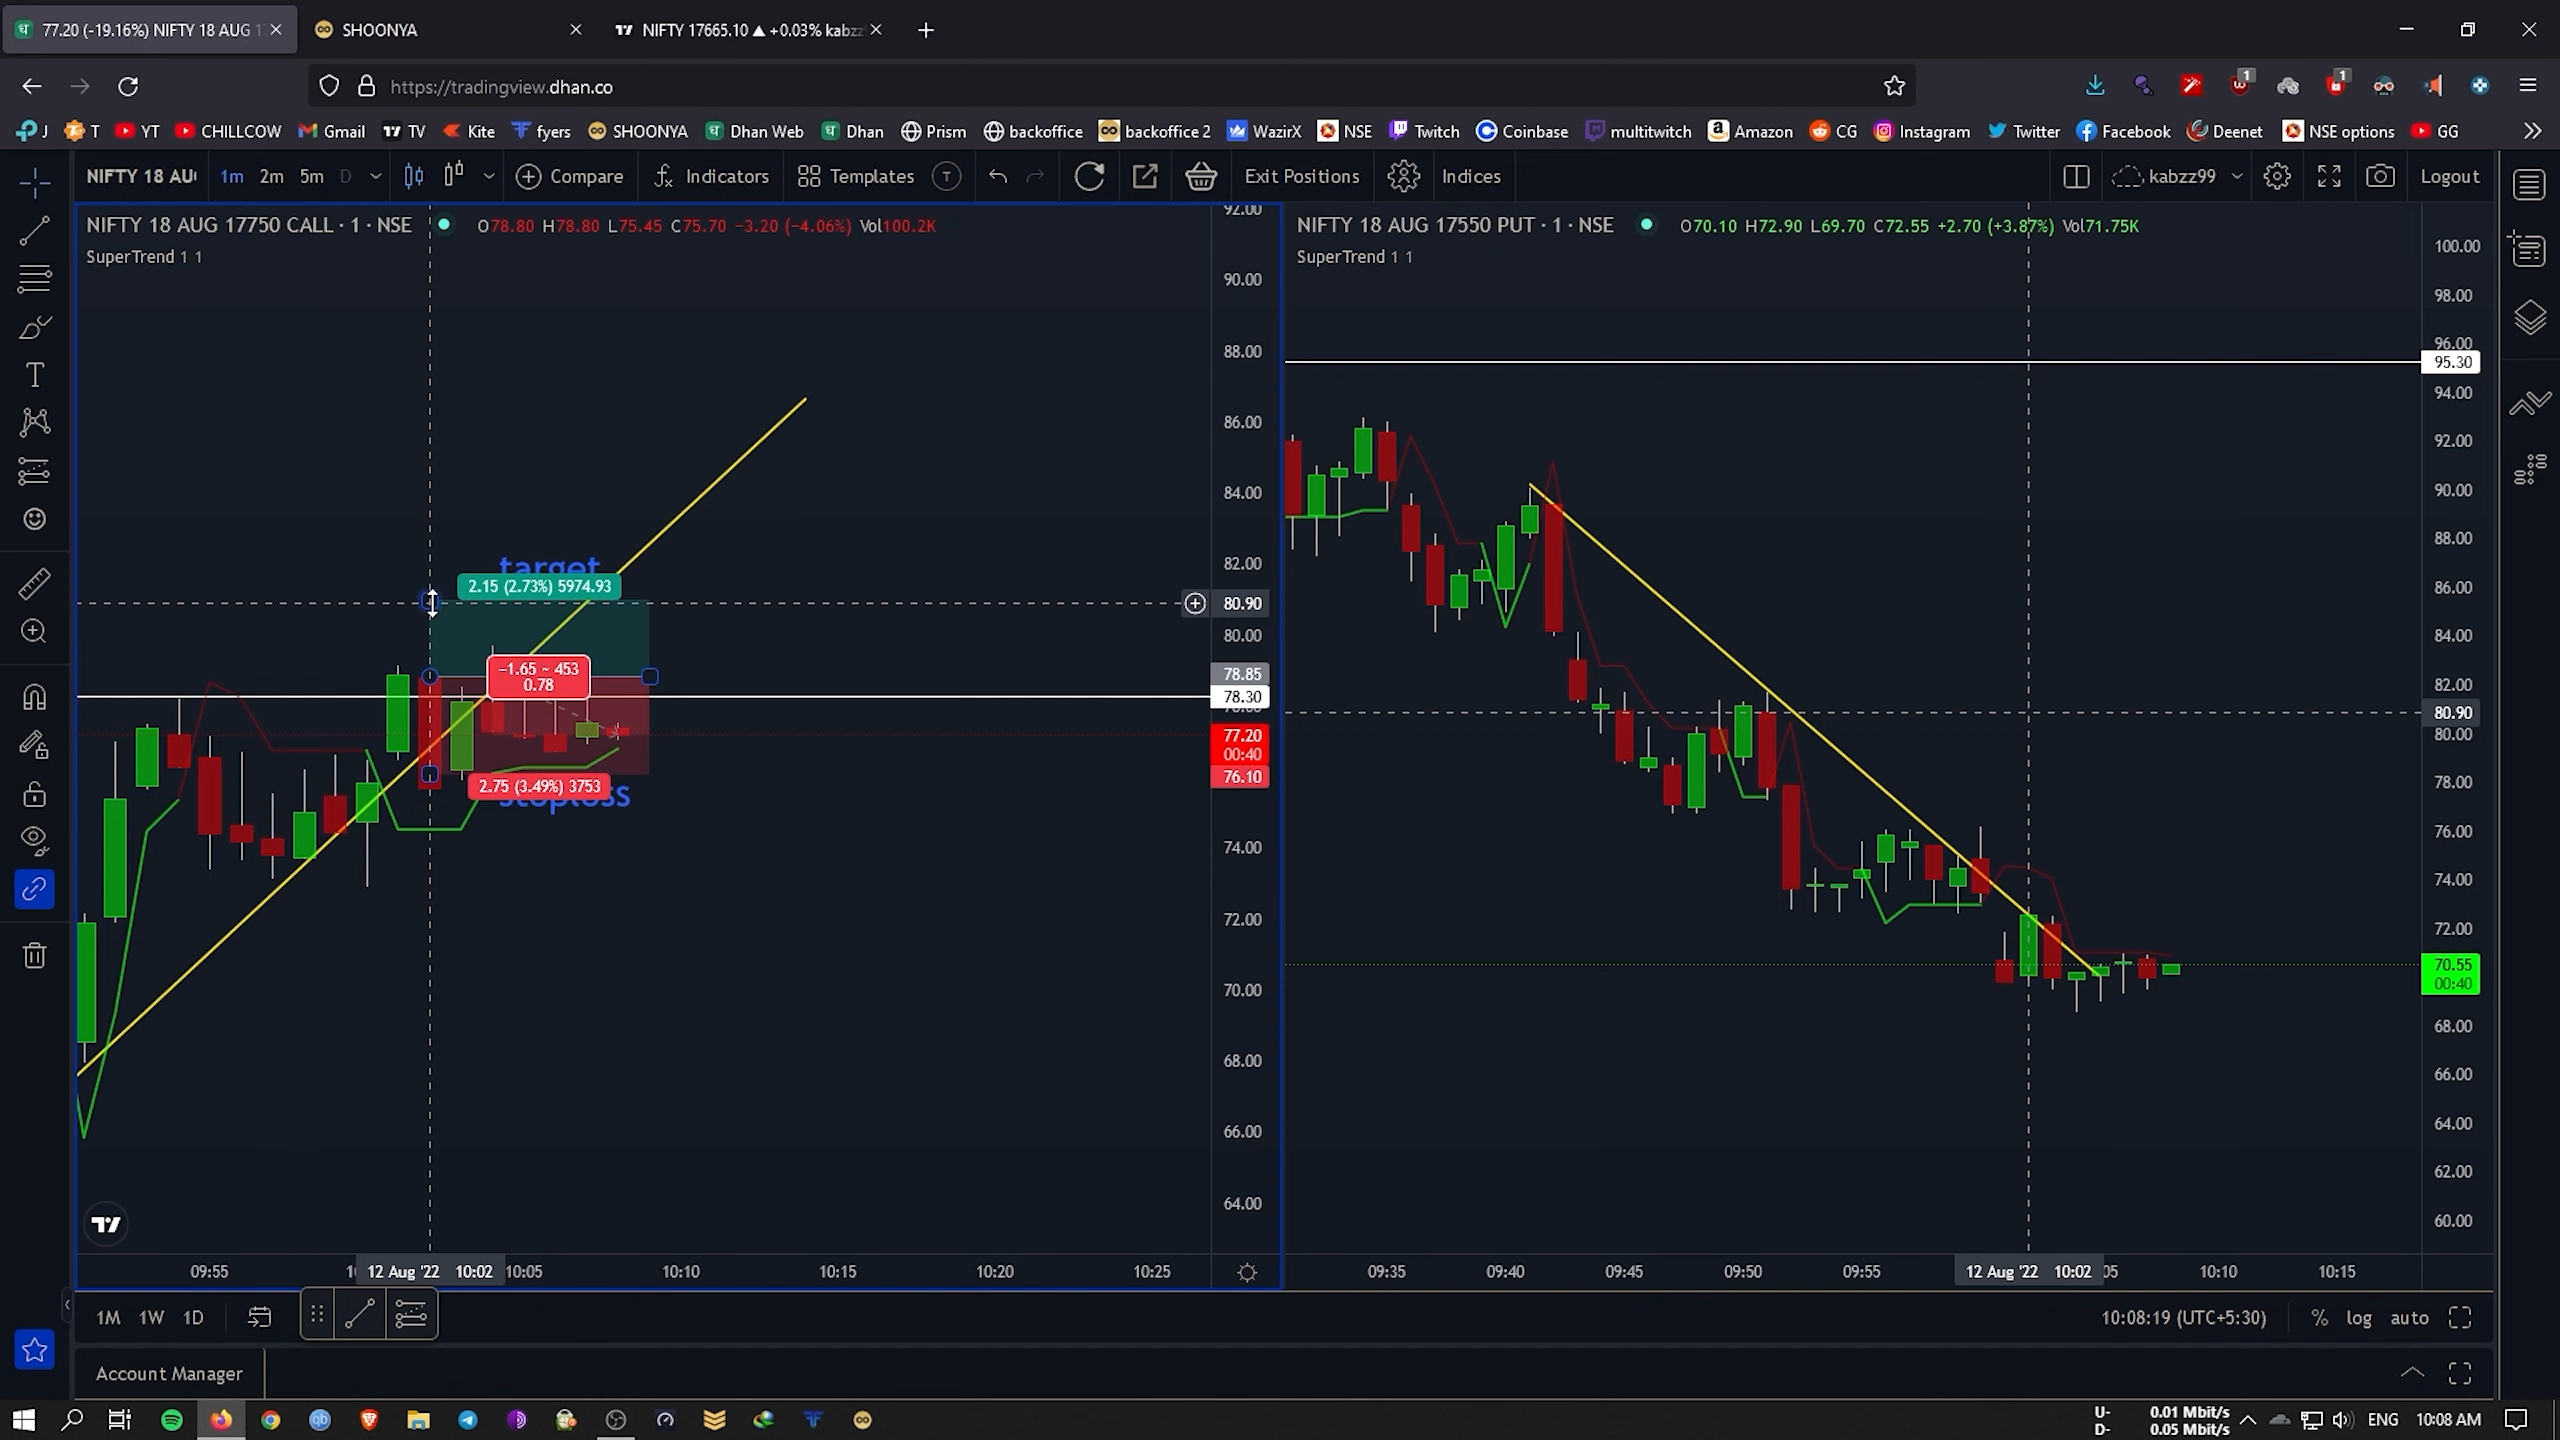 77.20 (-19.16%) NIFTY 18 AUG 1
SHOONYA
NIFTY 17665.10 ▲ +0.03% kabzz
https://tradingview.dhan.co
J T YT CHILLCOW Gmail TV Kite fyers SHOONYA Dhan Web Dhan Prism backoffice backoffice 2 WazirX NSE Twitch Coinbase multitwitch Amazon CG Instagram Twitter Facebook Deenet NSE options GG
NIFTY 18 AU 1m 2m 5m D Compare Indicators Templates T Exit Positions Indices kabzz99 Logout
NIFTY 18 AUG 17750 CALL · 1 · NSE O78.80 H78.80 L75.45 C75.70 −3.20 (−4.06%) Vol100.2K
SuperTrend 1 1
92.00
90.00
88.00
86.00
84.00
82.00
80.90
80.00
78.85
78.30
77.20
00:40
76.10
74.00
72.00
70.00
68.00
66.00
64.00
target
2.15 (2.73%) 5974.93
−1.65 ~ 453
0.78
2.75 (3.49%) 3753
stoploss
09:55 12 Aug '22 10:02 10:05 10:10 10:15 10:20 10:25
NIFTY 18 AUG 17550 PUT · 1 · NSE O70.10 H72.90 L69.70 C72.55 +2.70 (+3.87%) Vol71.75K
SuperTrend 1 1
100.00
98.00
96.00
95.30
94.00
92.00
90.00
88.00
86.00
84.00
82.00
80.90
80.00
78.00
76.00
74.00
72.00
70.55
00:40
68.00
66.00
64.00
62.00
60.00
09:35 09:40 09:45 09:50 09:55 12 Aug '22 10:02 05 10:10 10:15
1M 1W 1D
10:08:19 (UTC+5:30) % log auto
Account Manager
U- 0.01 Mbit/s
D- 0.05 Mbit/s
ENG 10:08 AM